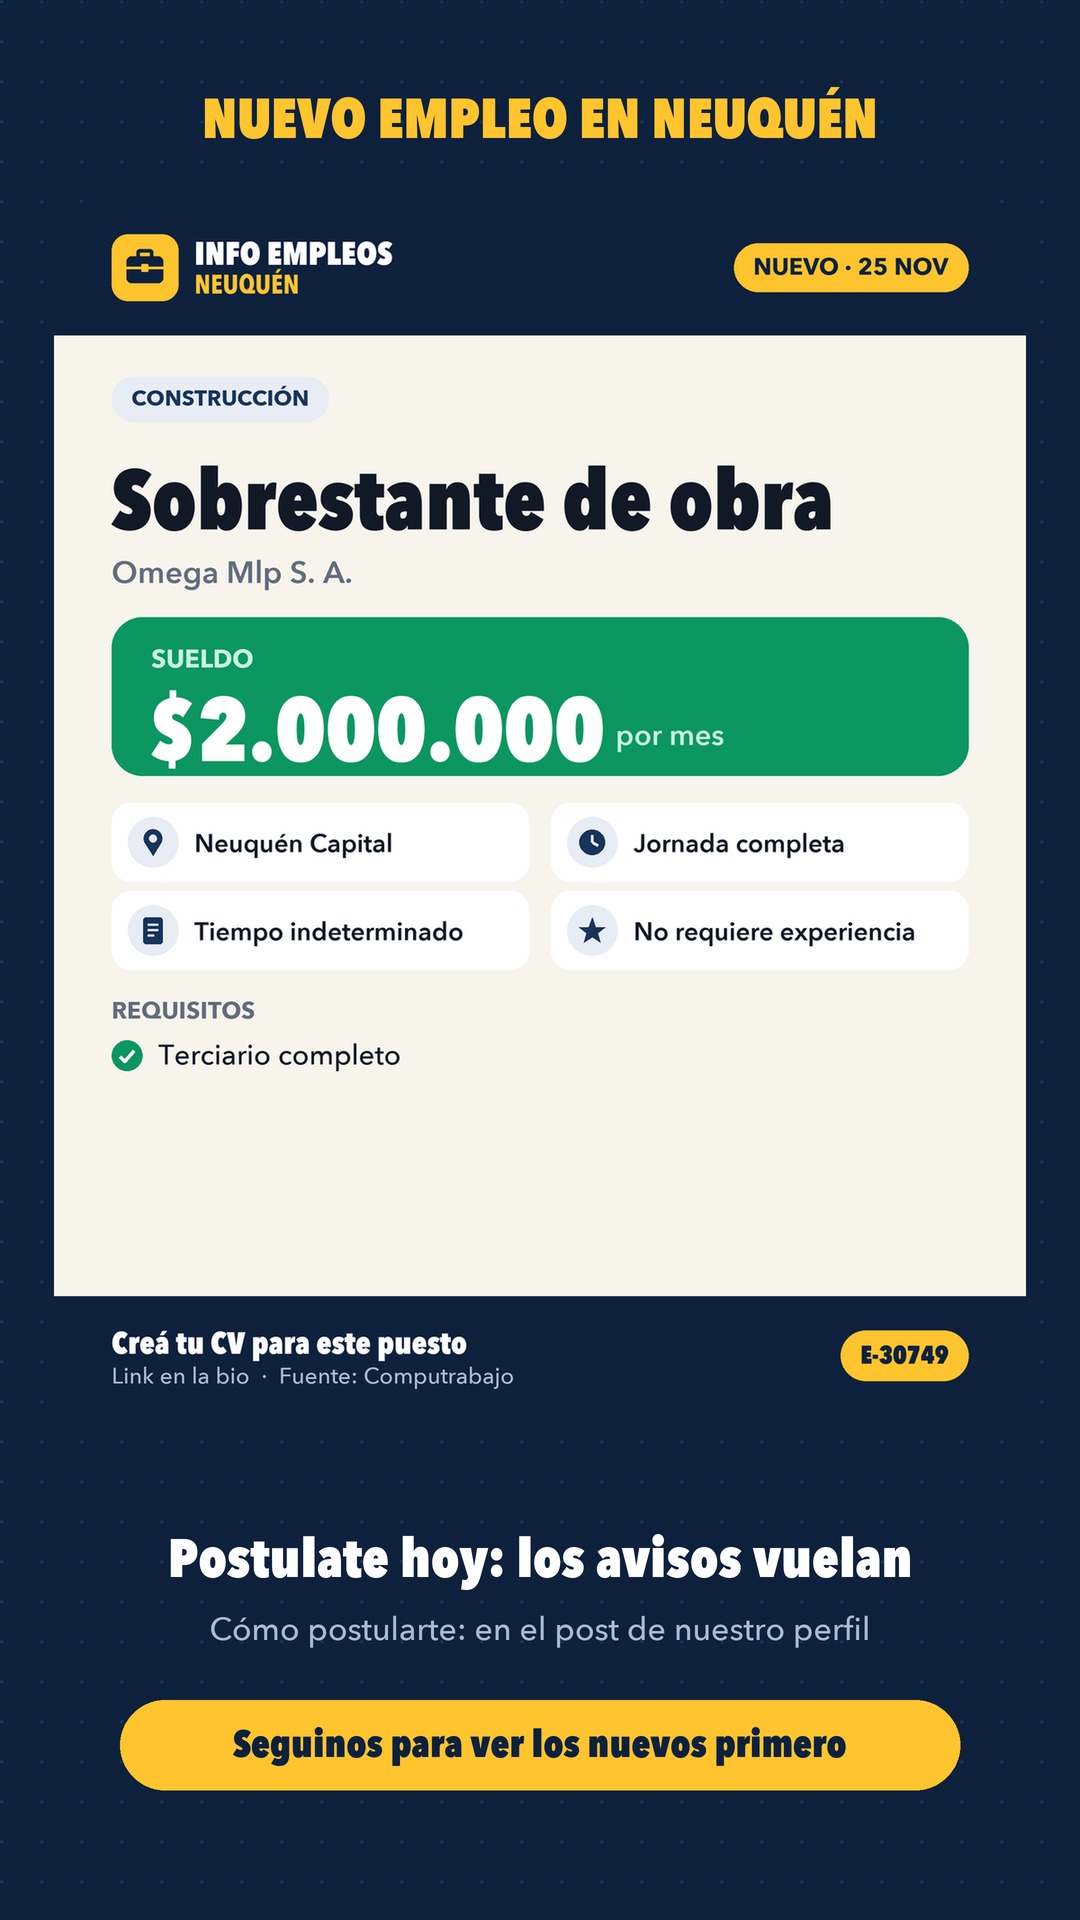 NUEVO EMPLEO EN NEUQUÉN
INFO EMPLEOS
NEUQUÉN
NUEVO · 25 NOV
CONSTRUCCIÓN
Sobrestante de obra
Omega Mlp S. A.
SUELDO
$2.000.000 por mes
Neuquén Capital
Jornada completa
Tiempo indeterminado
No requiere experiencia
REQUISITOS
Terciario completo
Creá tu CV para este puesto
Link en la bio · Fuente: Computrabajo
E-30749
Postulate hoy: los avisos vuelan
Cómo postularte: en el post de nuestro perfil
Seguinos para ver los nuevos primero